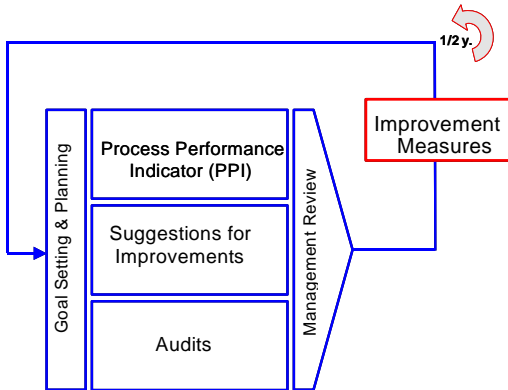 1/2 y.
Improvement
Measures
Goal Setting & Planning
Process Performance
Indicator (PPI)
Suggestions for
Improvements
Audits
Management Review